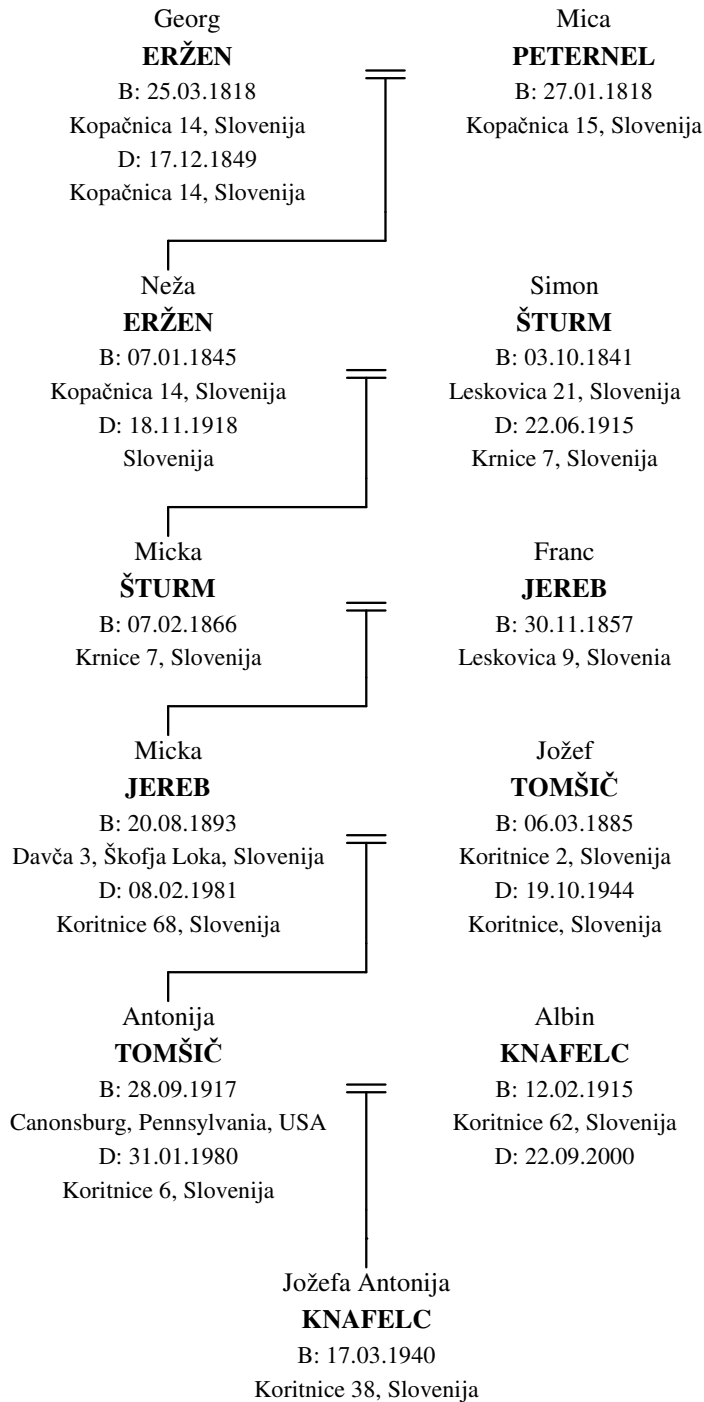 Georg
ERŽEN
B: 25.03.1818
Kopačnica 14, Slovenija
D: 17.12.1849
Kopačnica 14, Slovenija
Mica
PETERNEL
B: 27.01.1818
Kopačnica 15, Slovenija
Neža
ERŽEN
B: 07.01.1845
Kopačnica 14, Slovenija
D: 18.11.1918
Slovenija
Simon
ŠTURM
B: 03.10.1841
Leskovica 21, Slovenija
D: 22.06.1915
Krnice 7, Slovenija
Micka
ŠTURM
B: 07.02.1866
Krnice 7, Slovenija
Franc
JEREB
B: 30.11.1857
Leskovica 9, Slovenia
Micka
JEREB
B: 20.08.1893
Davča 3, Škofja Loka, Slovenija
D: 08.02.1981
Koritnice 68, Slovenija
Jožef
TOMŠIČ
B: 06.03.1885
Koritnice 2, Slovenija
D: 19.10.1944
Koritnice, Slovenija
Antonija
TOMŠIČ
B: 28.09.1917
Canonsburg, Pennsylvania, USA
D: 31.01.1980
Koritnice 6, Slovenija
Albin
KNAFELC
B: 12.02.1915
Koritnice 62, Slovenija
D: 22.09.2000
Jožefa Antonija
KNAFELC
B: 17.03.1940
Koritnice 38, Slovenija